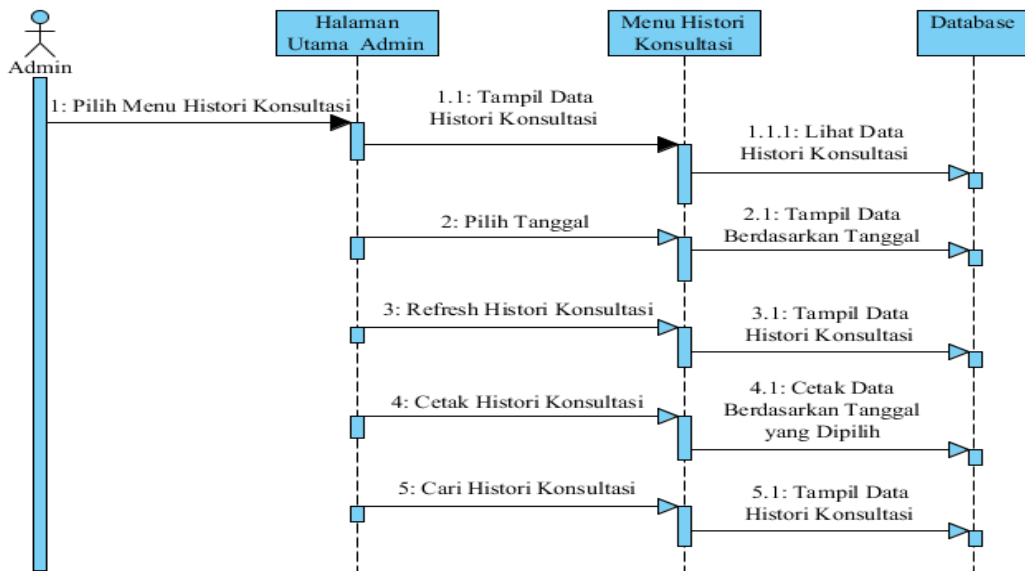 Admin
Halaman
Utama Admin
Menu Histori
Konsultasi
Database
1: Pilih Menu Histori Konsultasi
1.1: Tampil Data
Histori Konsultasi
1.1.1: Lihat Data
Histori Konsultasi
2: Pilih Tanggal
2.1: Tampil Data
Berdasarkan Tanggal
3: Refresh Histori Konsultasi
3.1: Tampil Data
Histori Konsultasi
4: Cetak Histori Konsultasi
4.1: Cetak Data
Berdasarkan Tanggal
yang Dipilih
5: Cari Histori Konsultasi
5.1: Tampil Data
Histori Konsultasi